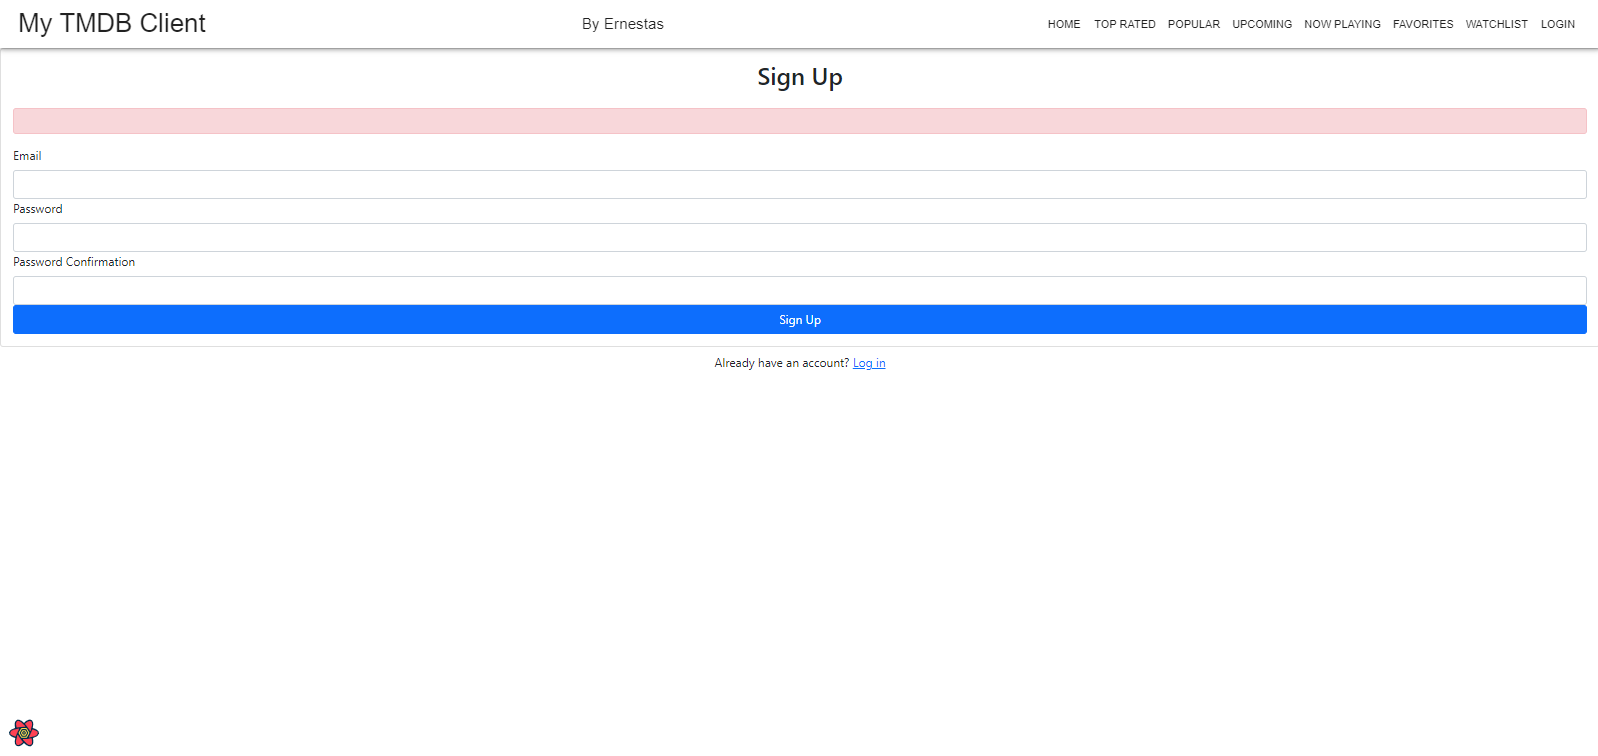 My TMDB Client
By Ernestas
HOME TOP RATED POPULAR UPCOMING NOW PLAYING FAVORITES WATCHLIST LOGIN
Sign Up
Email
Password
Password Confirmation
Sign Up
Already have an account? Log in